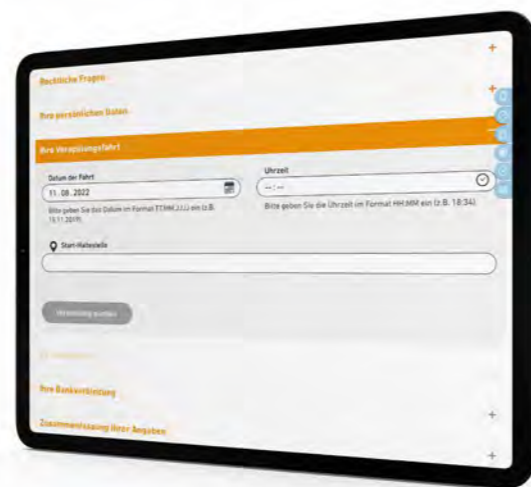 Rechtliche Fragen
Ihre persönlichen Daten
Ihre Verspätungsfahrt
Datum der Fahrt
Uhrzeit
11.08.2022
--:--
Bitte geben Sie das Datum im Format TT.MM.JJJJ ein (z.B.
15.11.2019).
Bitte geben Sie die Uhrzeit im Format HH:MM ein (z.B. 18:34).
Start-Haltestelle
Ihre Bankverbindung
Zusammenfassung Ihrer Angaben